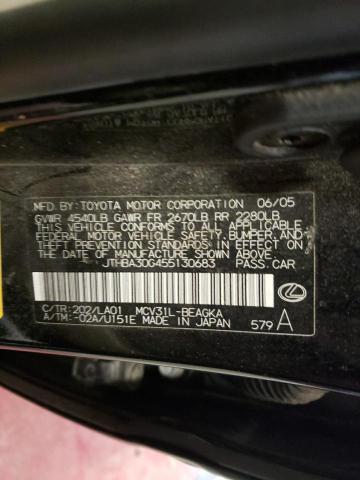 MFD. BY TOYOTA MOTOR CORPORATION 06/05
GVWR 4540LB GAWR FR 2670LB RR 2280LB
THIS VEHICLE CONFORMS TO ALL APPLICABLE
FEDERAL MOTOR VEHICLE SAFETY, BUMPER, AND
THEFT PREVENTION STANDARDS IN EFFECT ON
THE DATE OF MANUFACTURE SHOWN ABOVE.
JTHBA30G455130683 PASS. CAR
C/TR: 202/LA01 MCV31L-BEAGKA
A/TM: -02A/U151E MADE IN JAPAN 579 A